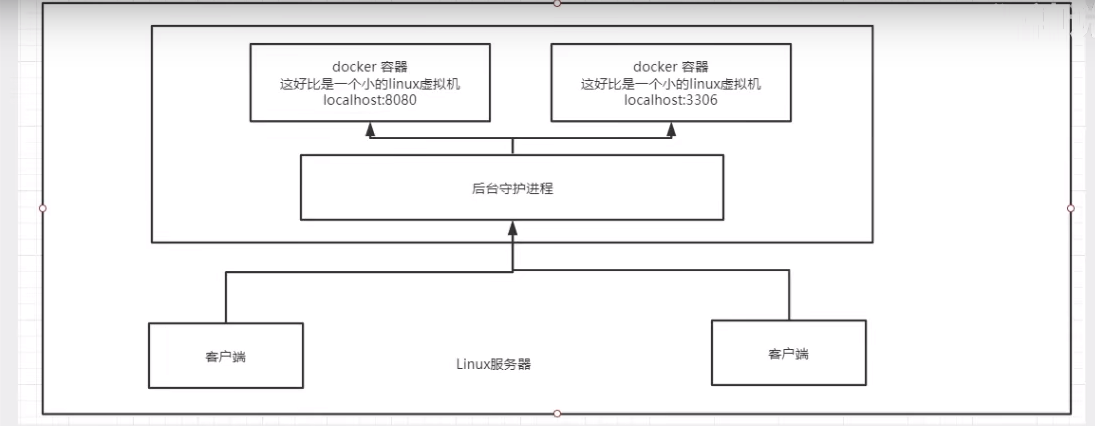 docker 容器
这好比是一个小的linux虚拟机
localhost:8080
docker 容器
这好比是一个小的linux虚拟机
localhost:3306
后台守护进程
客户端
Linux服务器
客户端